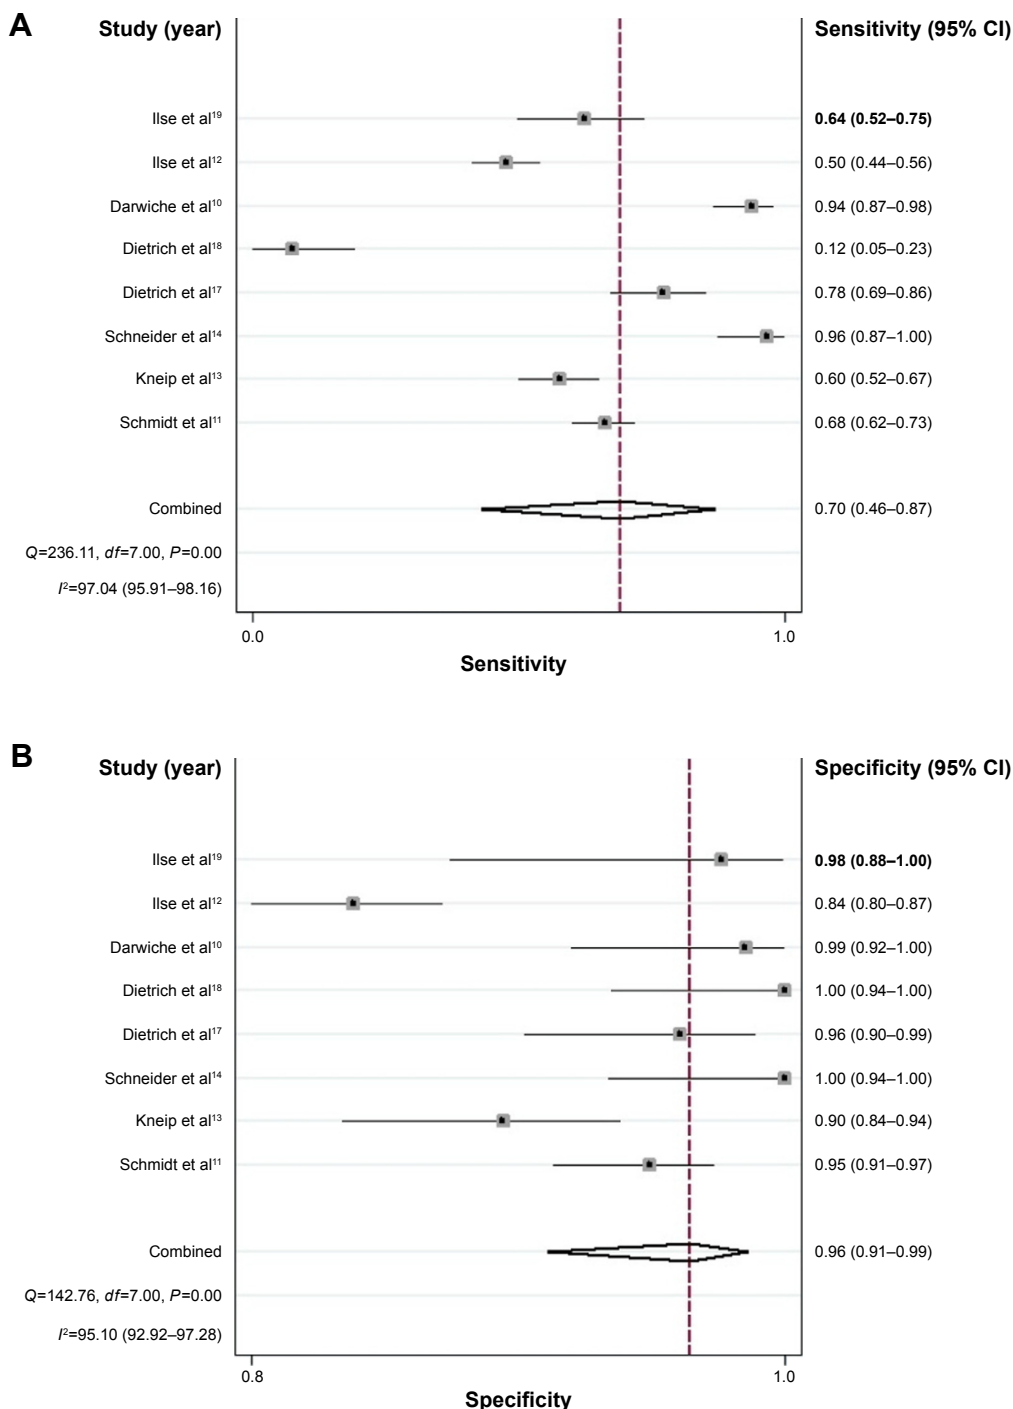 A
Study (year) Sensitivity (95% CI)
Ilse et al¹⁹ 0.64 (0.52–0.75)
Ilse et al¹² 0.50 (0.44–0.56)
Darwiche et al¹⁰ 0.94 (0.87–0.98)
Dietrich et al¹⁸ 0.12 (0.05–0.23)
Dietrich et al¹⁷ 0.78 (0.69–0.86)
Schneider et al¹⁴ 0.96 (0.87–1.00)
Kneip et al¹³ 0.60 (0.52–0.67)
Schmidt et al¹¹ 0.68 (0.62–0.73)
Combined 0.70 (0.46–0.87)
Q=236.11, df=7.00, P=0.00
I²=97.04 (95.91–98.16)
0.0 1.0
Sensitivity
B
Study (year) Specificity (95% CI)
Ilse et al¹⁹ 0.98 (0.88–1.00)
Ilse et al¹² 0.84 (0.80–0.87)
Darwiche et al¹⁰ 0.99 (0.92–1.00)
Dietrich et al¹⁸ 1.00 (0.94–1.00)
Dietrich et al¹⁷ 0.96 (0.90–0.99)
Schneider et al¹⁴ 1.00 (0.94–1.00)
Kneip et al¹³ 0.90 (0.84–0.94)
Schmidt et al¹¹ 0.95 (0.91–0.97)
Combined 0.96 (0.91–0.99)
Q=142.76, df=7.00, P=0.00
I²=95.10 (92.92–97.28)
0.8 1.0
Specificity